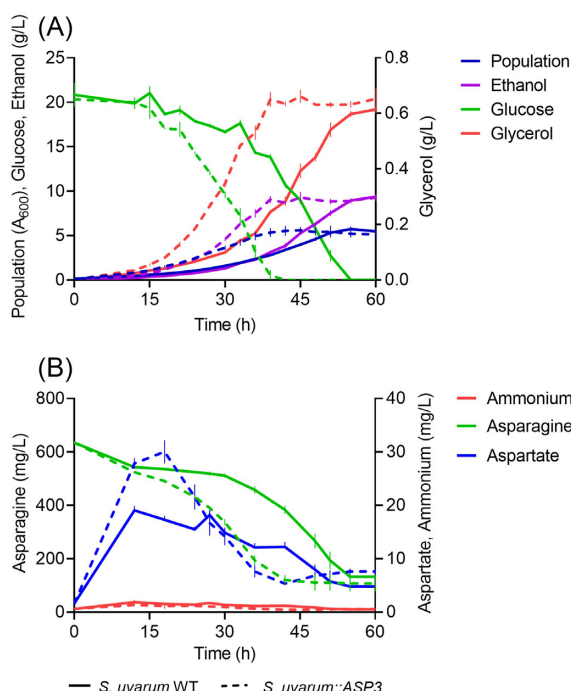 (A)
Population (A600), Glucose, Ethanol (g/L)
25
20
15
10
5
0
0.8
0.6
0.4
0.2
0.0
Glycerol (g/L)
0 15 30 45 60
Time (h)
Population
Ethanol
Glucose
Glycerol
(B)
Asparagine (mg/L)
800
600
400
200
0
40
30
20
10
0
Aspartate, Ammonium (mg/L)
0 15 30 45 60
Time (h)
Ammonium
Asparagine
Aspartate
S. uvarum WT S. uvarum::ASP3